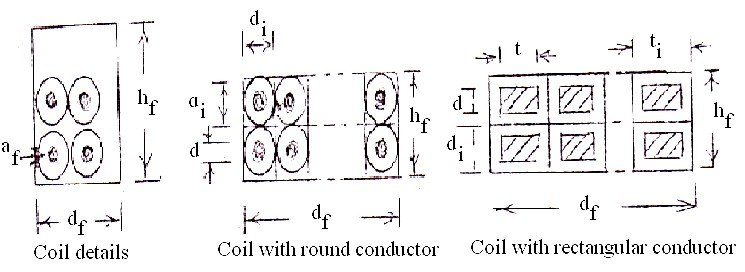 d_i
t
t_i
h_f
a_i
h_f
d
h_f
a_f
d
d_i
d_f
d_f
d_f
Coil details
Coil with round conductor
Coil with rectangular conductor